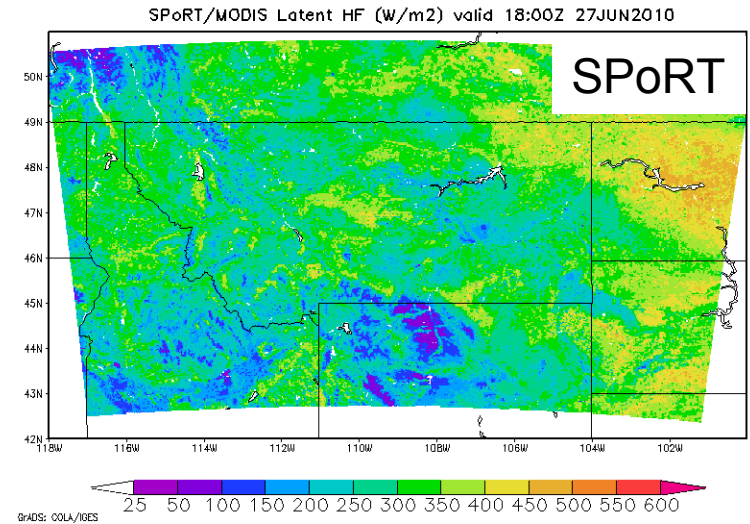 SPoRT/MODIS Latent HF (W/m2) valid 18:00Z 27JUN2010
SPoRT
50N
49N
48N
47N
46N
45N
44N
43N
42N
118W 116W 114W 112W 110W 108W 106W 104W 102W
25 50 100 150 200 250 300 350 400 450 500 550 600
GrADS: COLA/IGES